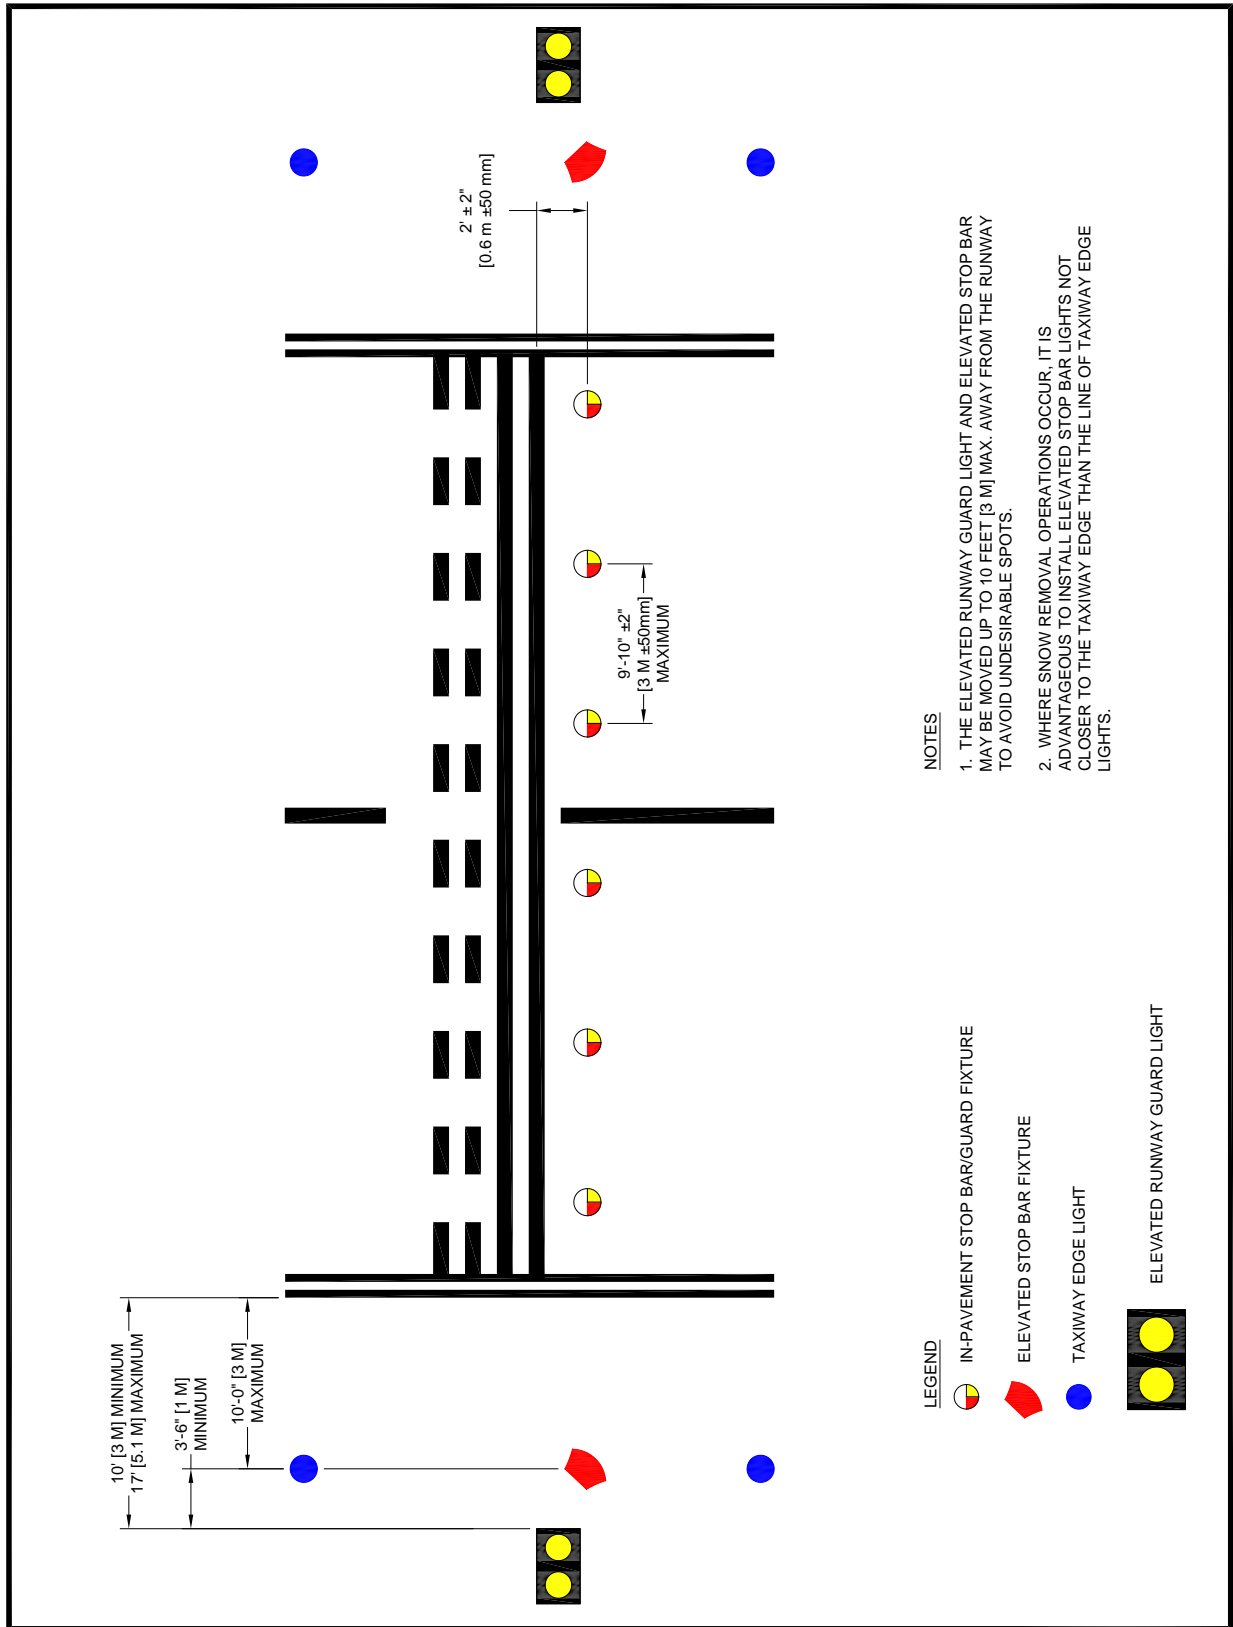 10' [3 M] MINIMUM
17' [5.1 M] MAXIMUM
3'-6" [1 M]
MINIMUM
10'-0" [3 M]
MAXIMUM
9'-10" ±2"
[3 M ±50mm]
MAXIMUM
2' ± 2"
[0.6 m ±50 mm]
LEGEND
IN-PAVEMENT STOP BAR/GUARD FIXTURE
ELEVATED STOP BAR FIXTURE
TAXIWAY EDGE LIGHT
ELEVATED RUNWAY GUARD LIGHT
NOTES
1. THE ELEVATED RUNWAY GUARD LIGHT AND ELEVATED STOP BAR
MAY BE MOVED UP TO 10 FEET [3 M] MAX. AWAY FROM THE RUNWAY
TO AVOID UNDESIRABLE SPOTS.
2. WHERE SNOW REMOVAL OPERATIONS OCCUR, IT IS
ADVANTAGEOUS TO INSTALL ELEVATED STOP BAR LIGHTS NOT
CLOSER TO THE TAXIWAY EDGE THAN THE LINE OF TAXIWAY EDGE
LIGHTS.